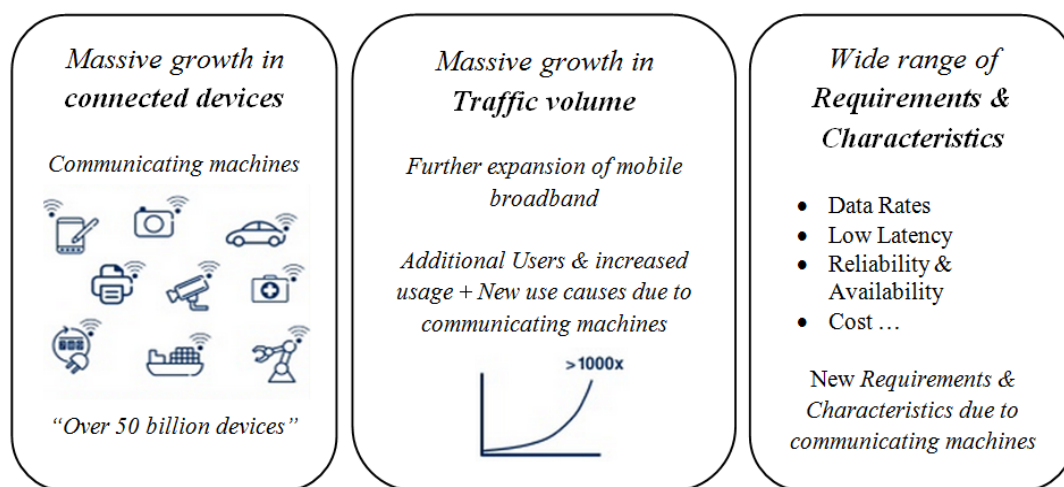 Massive growth in
connected devices
Communicating machines
“Over 50 billion devices”
Massive growth in
Traffic volume
Further expansion of mobile
broadband
Additional Users & increased
usage + New use causes due to
communicating machines
>1000x
Wide range of
Requirements &
Characteristics
• Data Rates
• Low Latency
• Reliability &
Availability
• Cost ...
New Requirements &
Characteristics due to
communicating machines